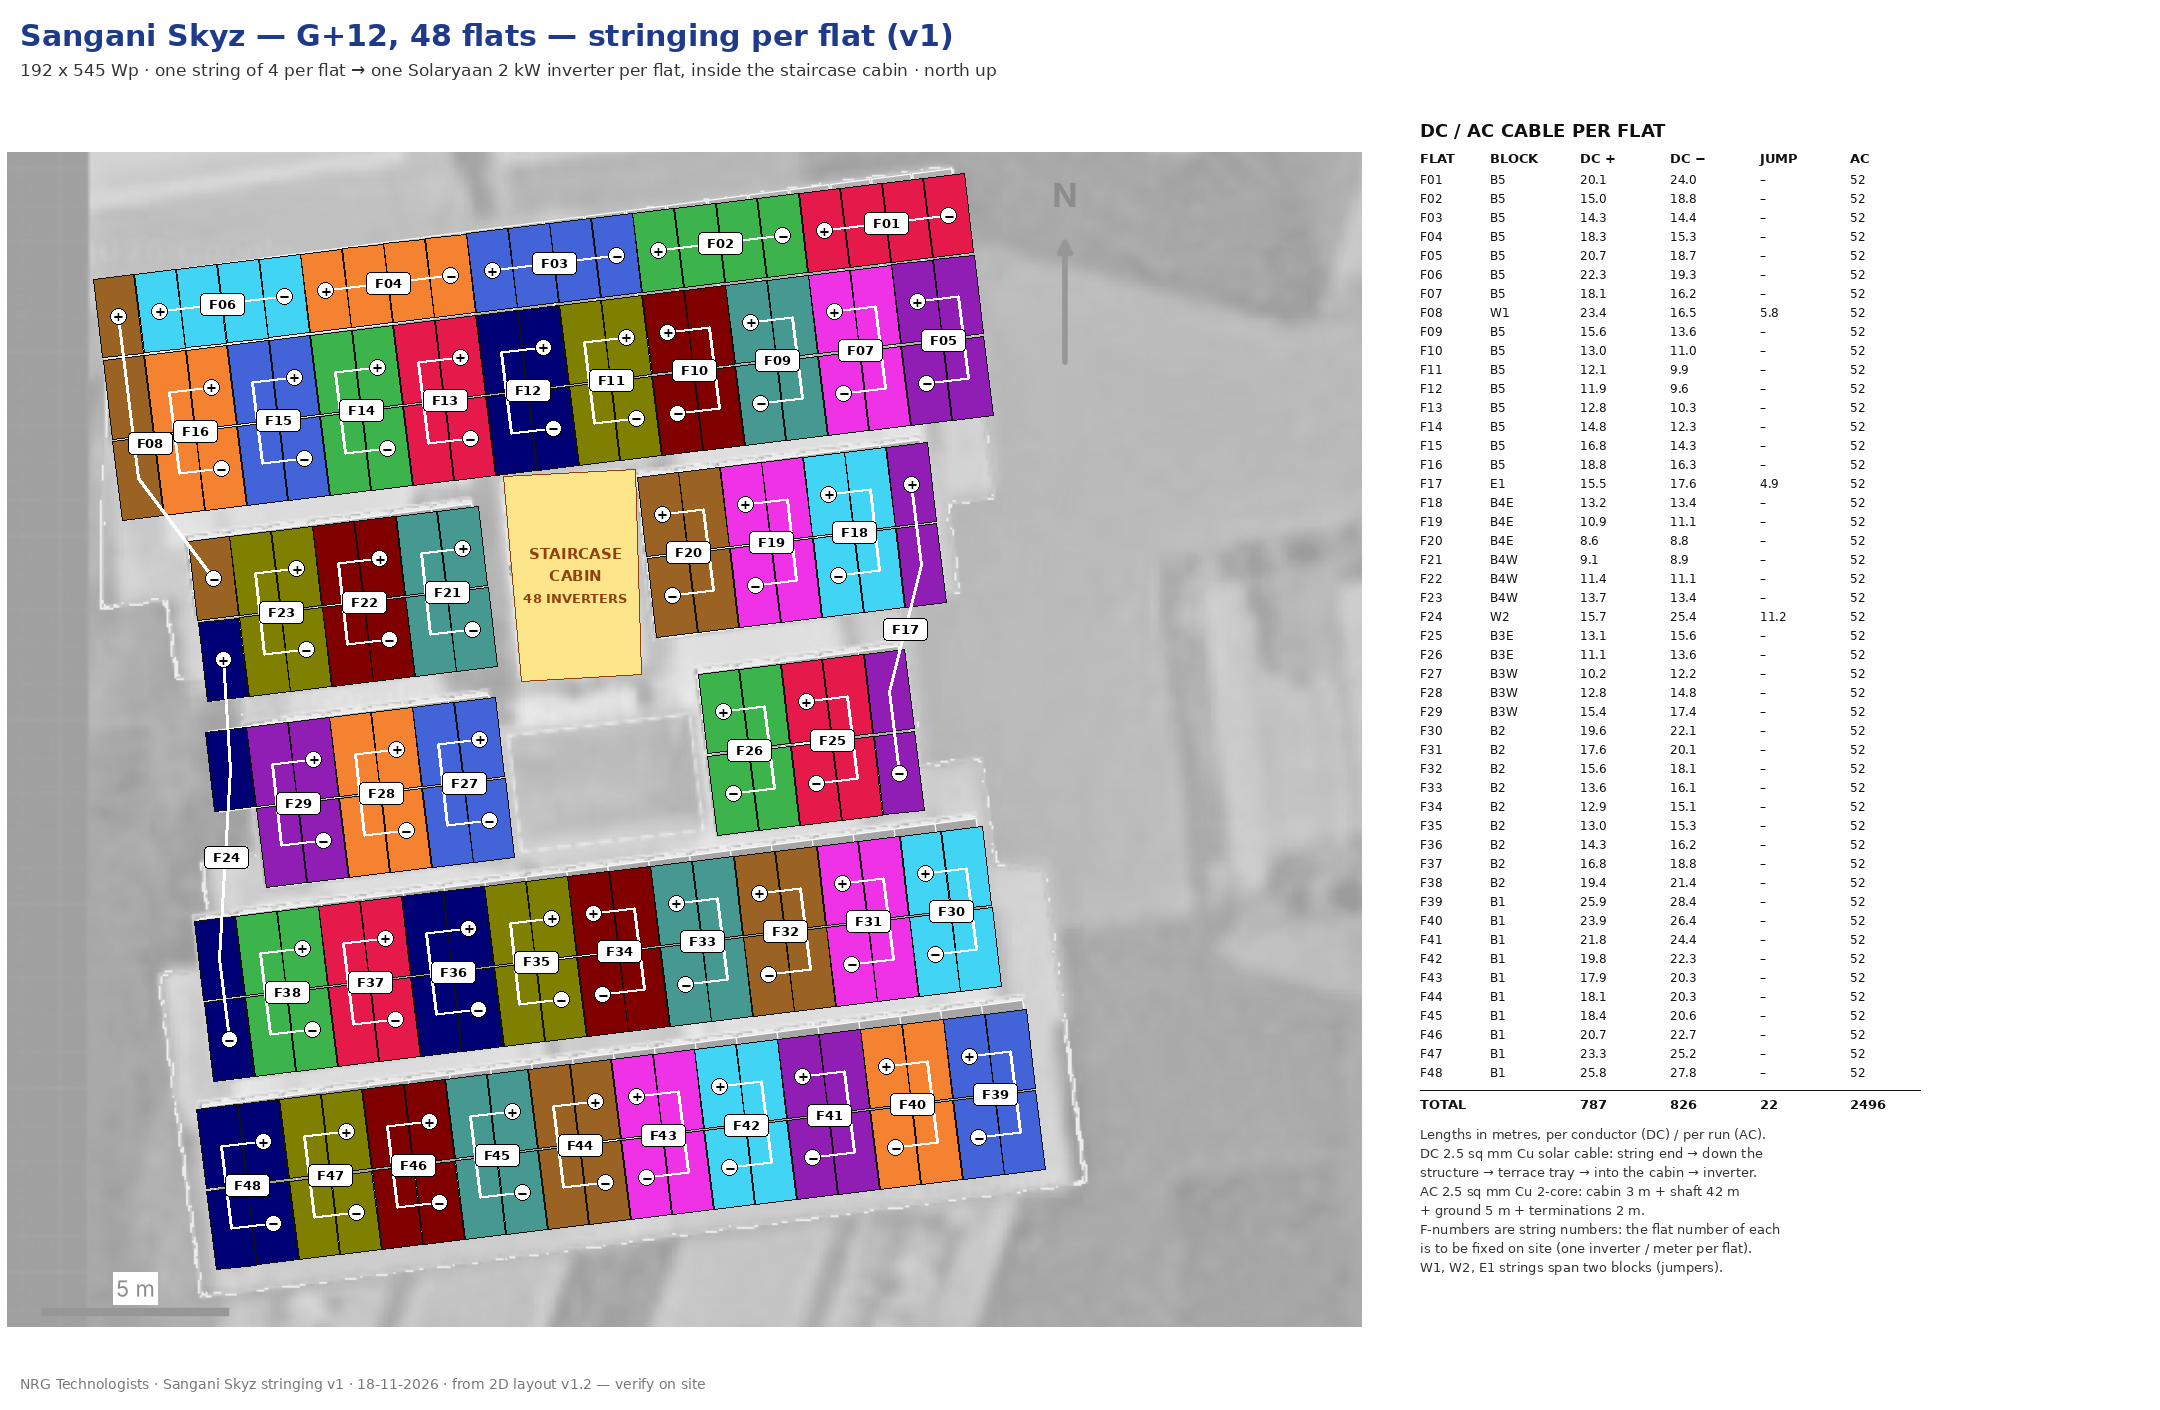 Sangani Skyz — G+12, 48 flats — stringing per flat (v1)
192 x 545 Wp · one string of 4 per flat → one Solaryaan 2 kW inverter per flat, inside the staircase cabin · north up
N
F01
F02
F03
F04
F06
F05
F07
F09
F10
F11
F12
F13
F14
F15
F16
F08
STAIRCASE
CABIN
48 INVERTERS
F18
F19
F20
F21
F22
F23
F17
F25
F26
F27
F28
F29
F24
F30
F31
F32
F33
F34
F35
F36
F37
F38
F39
F40
F41
F42
F43
F44
F45
F46
F47
F48
5 m
DC / AC CABLE PER FLAT
FLAT BLOCK DC + DC − JUMP AC
F01 B5 20.1 24.0 – 52
F02 B5 15.0 18.8 – 52
F03 B5 14.3 14.4 – 52
F04 B5 18.3 15.3 – 52
F05 B5 20.7 18.7 – 52
F06 B5 22.3 19.3 – 52
F07 B5 18.1 16.2 – 52
F08 W1 23.4 16.5 5.8 52
F09 B5 15.6 13.6 – 52
F10 B5 13.0 11.0 – 52
F11 B5 12.1 9.9 – 52
F12 B5 11.9 9.6 – 52
F13 B5 12.8 10.3 – 52
F14 B5 14.8 12.3 – 52
F15 B5 16.8 14.3 – 52
F16 B5 18.8 16.3 – 52
F17 E1 15.5 17.6 4.9 52
F18 B4E 13.2 13.4 – 52
F19 B4E 10.9 11.1 – 52
F20 B4E 8.6 8.8 – 52
F21 B4W 9.1 8.9 – 52
F22 B4W 11.4 11.1 – 52
F23 B4W 13.7 13.4 – 52
F24 W2 15.7 25.4 11.2 52
F25 B3E 13.1 15.6 – 52
F26 B3E 11.1 13.6 – 52
F27 B3W 10.2 12.2 – 52
F28 B3W 12.8 14.8 – 52
F29 B3W 15.4 17.4 – 52
F30 B2 19.6 22.1 – 52
F31 B2 17.6 20.1 – 52
F32 B2 15.6 18.1 – 52
F33 B2 13.6 16.1 – 52
F34 B2 12.9 15.1 – 52
F35 B2 13.0 15.3 – 52
F36 B2 14.3 16.2 – 52
F37 B2 16.8 18.8 – 52
F38 B2 19.4 21.4 – 52
F39 B1 25.9 28.4 – 52
F40 B1 23.9 26.4 – 52
F41 B1 21.8 24.4 – 52
F42 B1 19.8 22.3 – 52
F43 B1 17.9 20.3 – 52
F44 B1 18.1 20.3 – 52
F45 B1 18.4 20.6 – 52
F46 B1 20.7 22.7 – 52
F47 B1 23.3 25.2 – 52
F48 B1 25.8 27.8 – 52
TOTAL 787 826 22 2496
Lengths in metres, per conductor (DC) / per run (AC).
DC 2.5 sq mm Cu solar cable: string end → down the
structure → terrace tray → into the cabin → inverter.
AC 2.5 sq mm Cu 2-core: cabin 3 m + shaft 42 m
+ ground 5 m + terminations 2 m.
F-numbers are string numbers: the flat number of each
is to be fixed on site (one inverter / meter per flat).
W1, W2, E1 strings span two blocks (jumpers).
NRG Technologists · Sangani Skyz stringing v1 · 18-11-2026 · from 2D layout v1.2 — verify on site